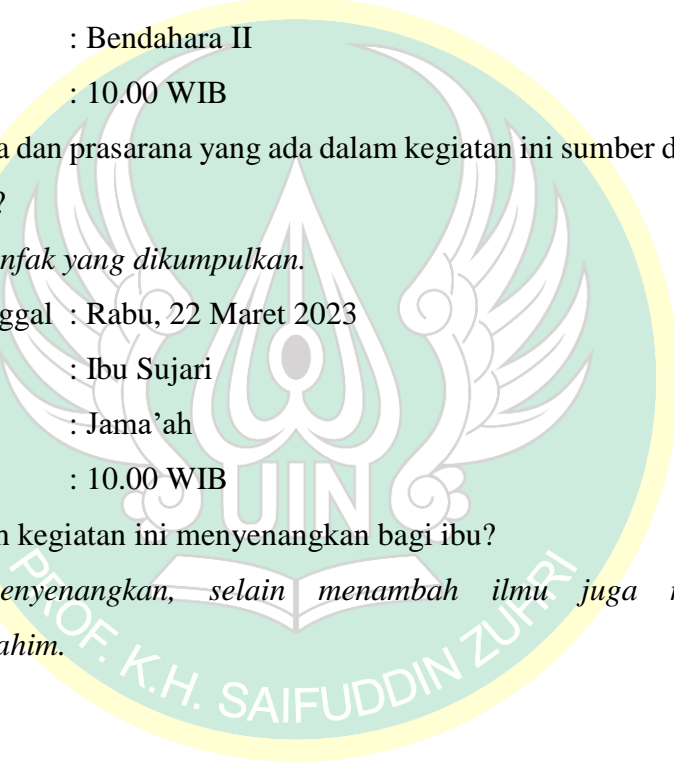 : Bendahara II
: 10.00 WIB
a dan prasarana yang ada dalam kegiatan ini sumber d
?
nfak yang dikumpulkan.
ggal : Rabu, 22 Maret 2023
: Ibu Sujari
: Jama’ah
: 10.00 WIB
UIN
n kegiatan ini menyenangkan bagi ibu?
enyenangkan, selain menambah ilmu juga
ahim.
PROF. K.H. SAIFUDDIN ZUHRI